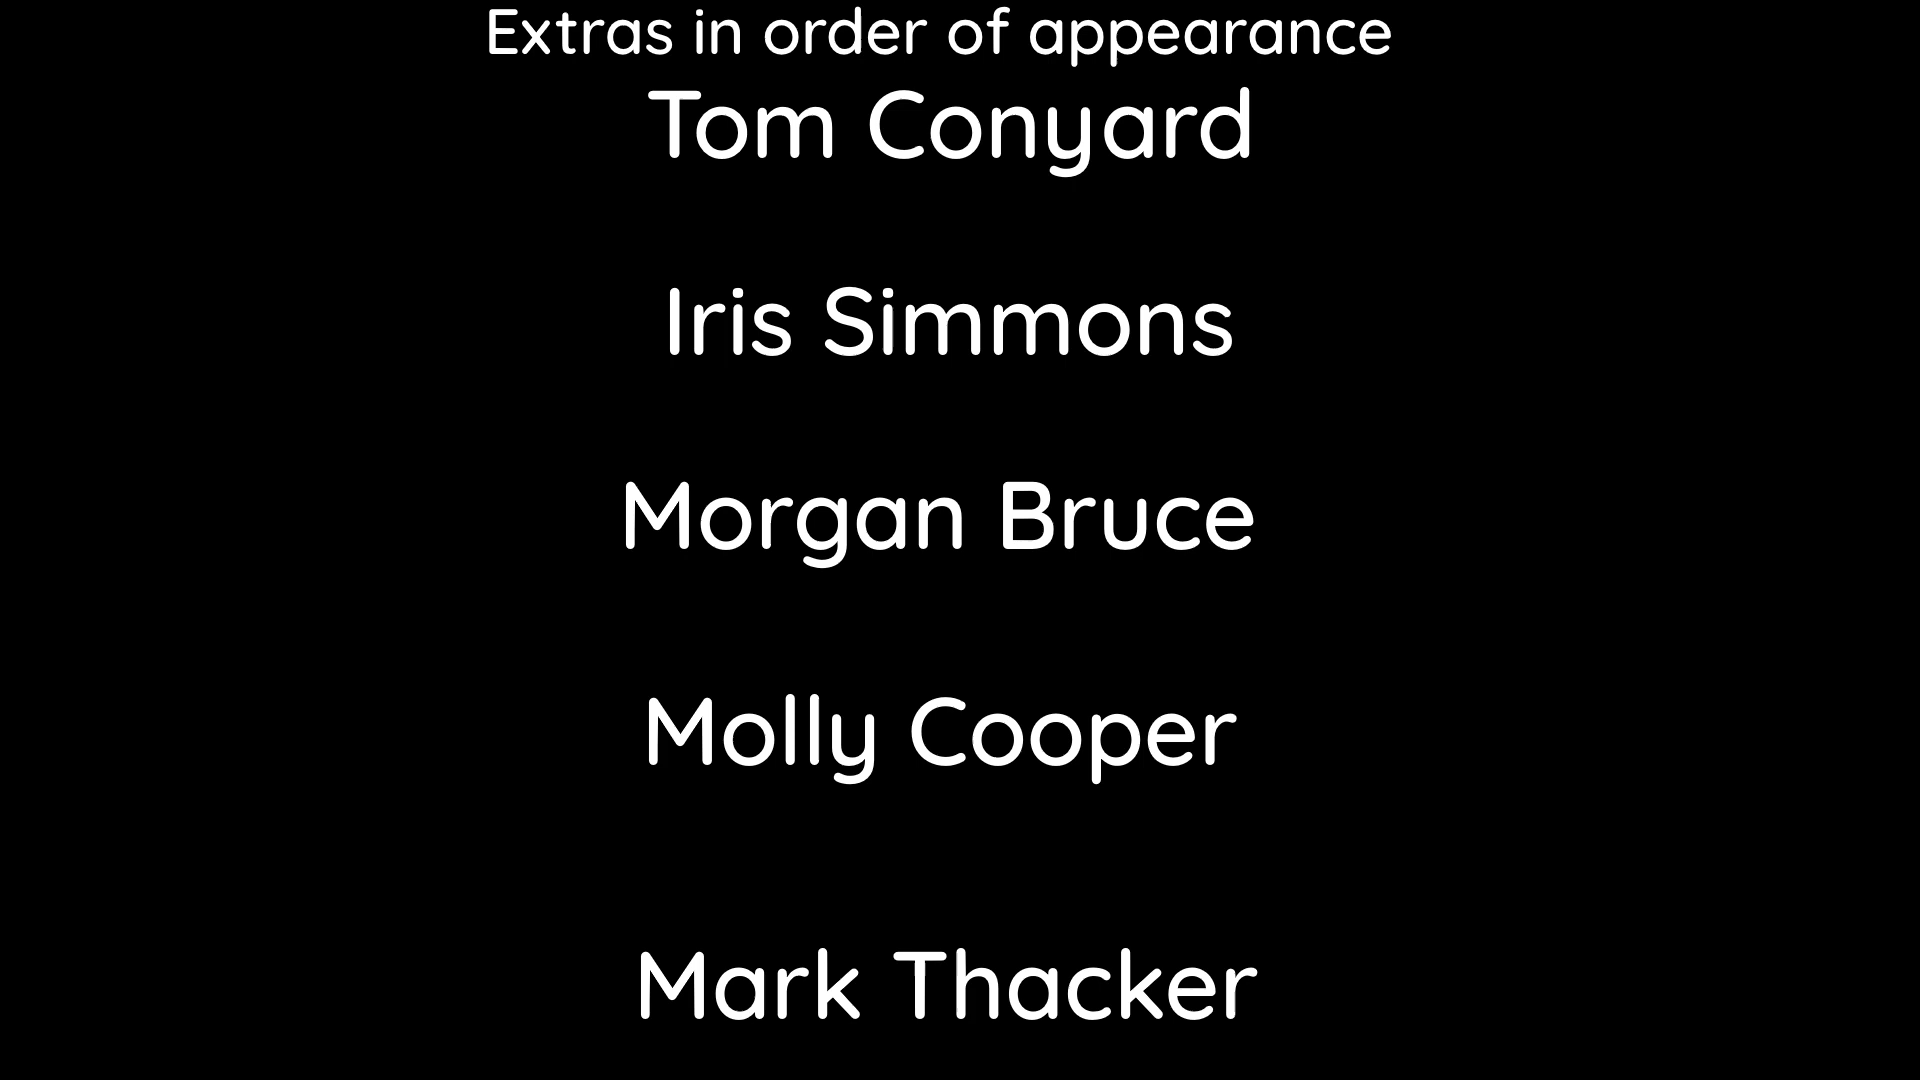 Extras in order of appearance
Tom Conyard
Iris Simmons
Morgan Bruce
Molly Cooper
Mark Thacker